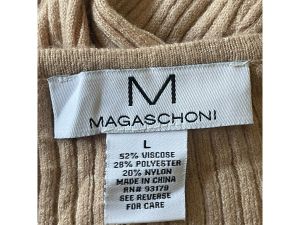 M
MAGASCHONI
L
52% VISCOSE
28% POLYESTER
20% NYLON
MADE IN CHINA
RN# 93179
SEE REVERSE
FOR CARE